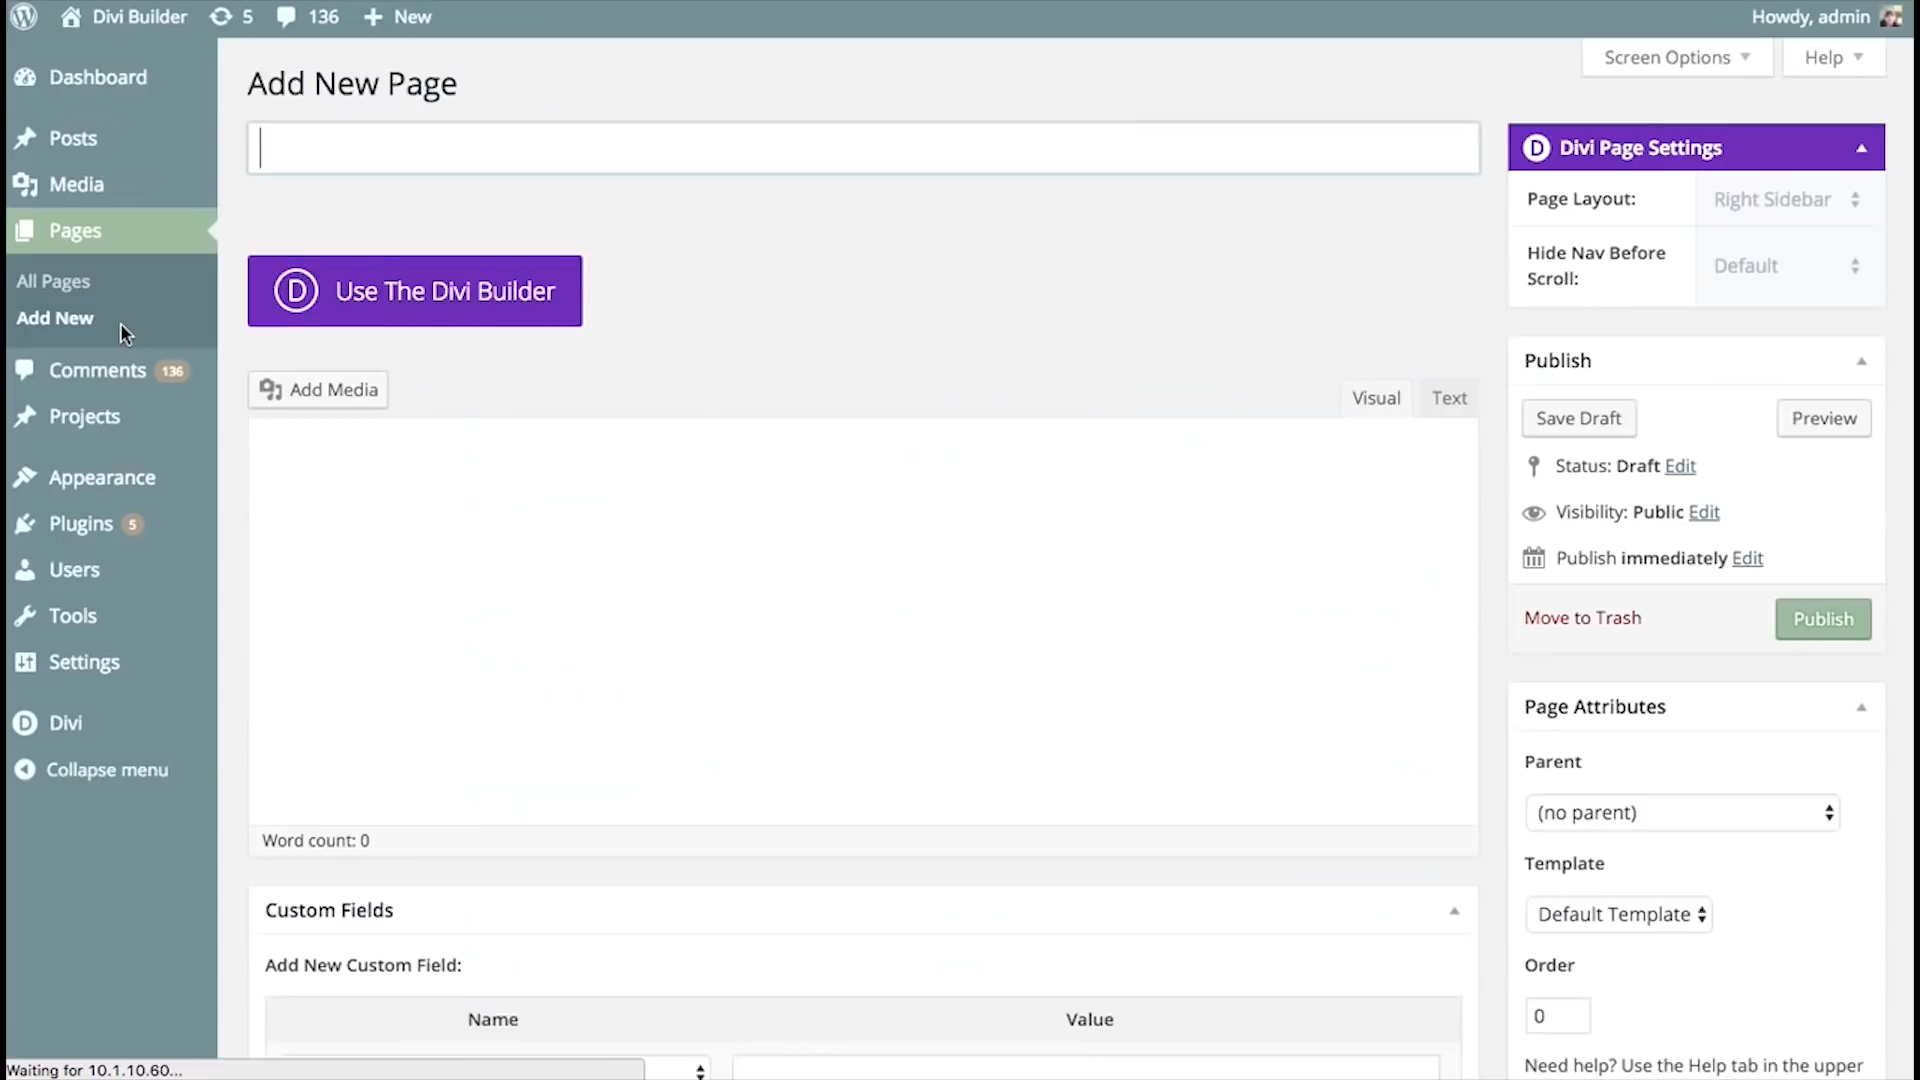 Divi Builder
5
136
New
Howdy, admin
Screen Options
Help
Dashboard
Posts
Media
Pages
All Pages
Add New
Comments 136
Projects
Appearance
Plugins 5
Users
Tools
Settings
Divi
Collapse menu
Add New Page
D Use The Divi Builder
Add Media
Visual
Text
Word count: 0
Custom Fields
Add New Custom Field:
Name
Value
D Divi Page Settings
Page Layout:
Right Sidebar
Hide Nav Before
Scroll:
Default
Publish
Save Draft
Preview
Status: Draft Edit
Visibility: Public Edit
Publish immediately Edit
Move to Trash
Publish
Page Attributes
Parent
(no parent)
Template
Default Template
Order
0
Need help? Use the Help tab in the upper
Waiting for 10.1.10.60...